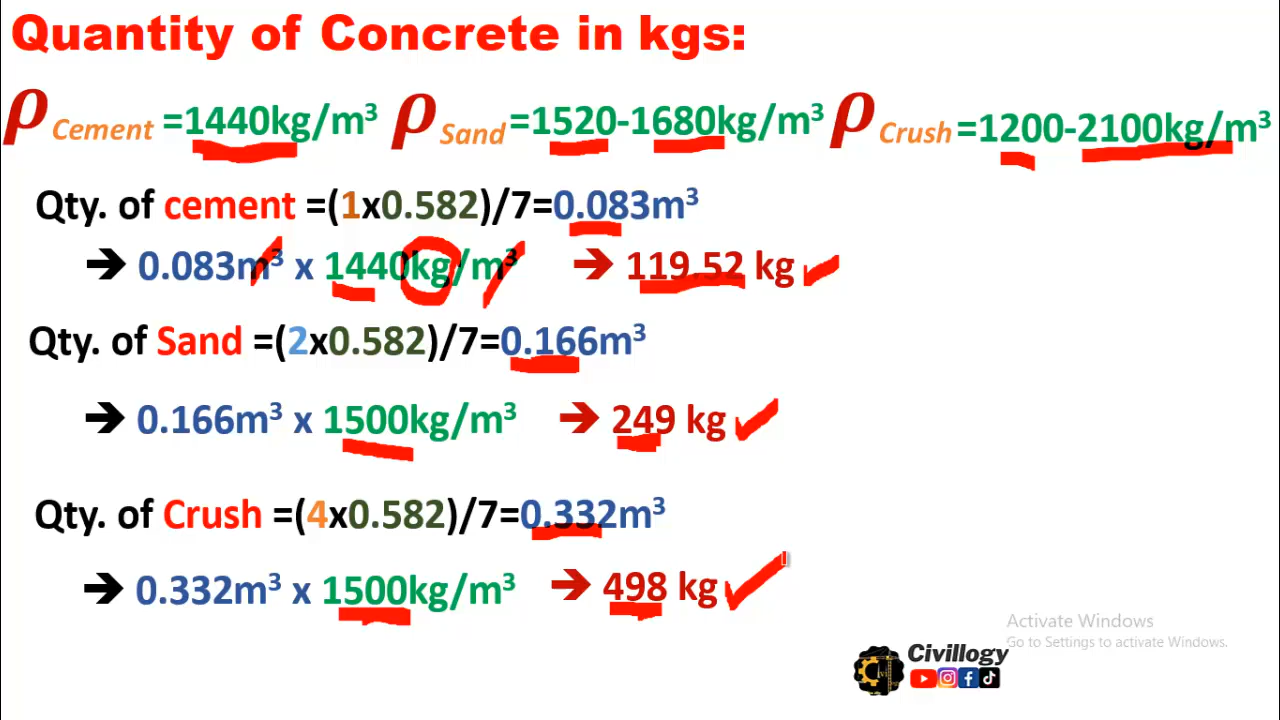 Quantity of Concrete in kgs:
ρ Cement =1440kg/m³ ρ Sand =1520-1680kg/m³ ρ Crush =1200-2100kg/m³
Qty. of cement =(1x0.582)/7=0.083m³
➔ 0.083m³ x 1440kg/m³ ➔ 119.52 kg
Qty. of Sand =(2x0.582)/7=0.166m³
➔ 0.166m³ x 1500kg/m³ ➔ 249 kg
Qty. of Crush =(4x0.582)/7=0.332m³
➔ 0.332m³ x 1500kg/m³ ➔ 498 kg
Activate Windows
Go to Settings to activate Windows.
Civillogy